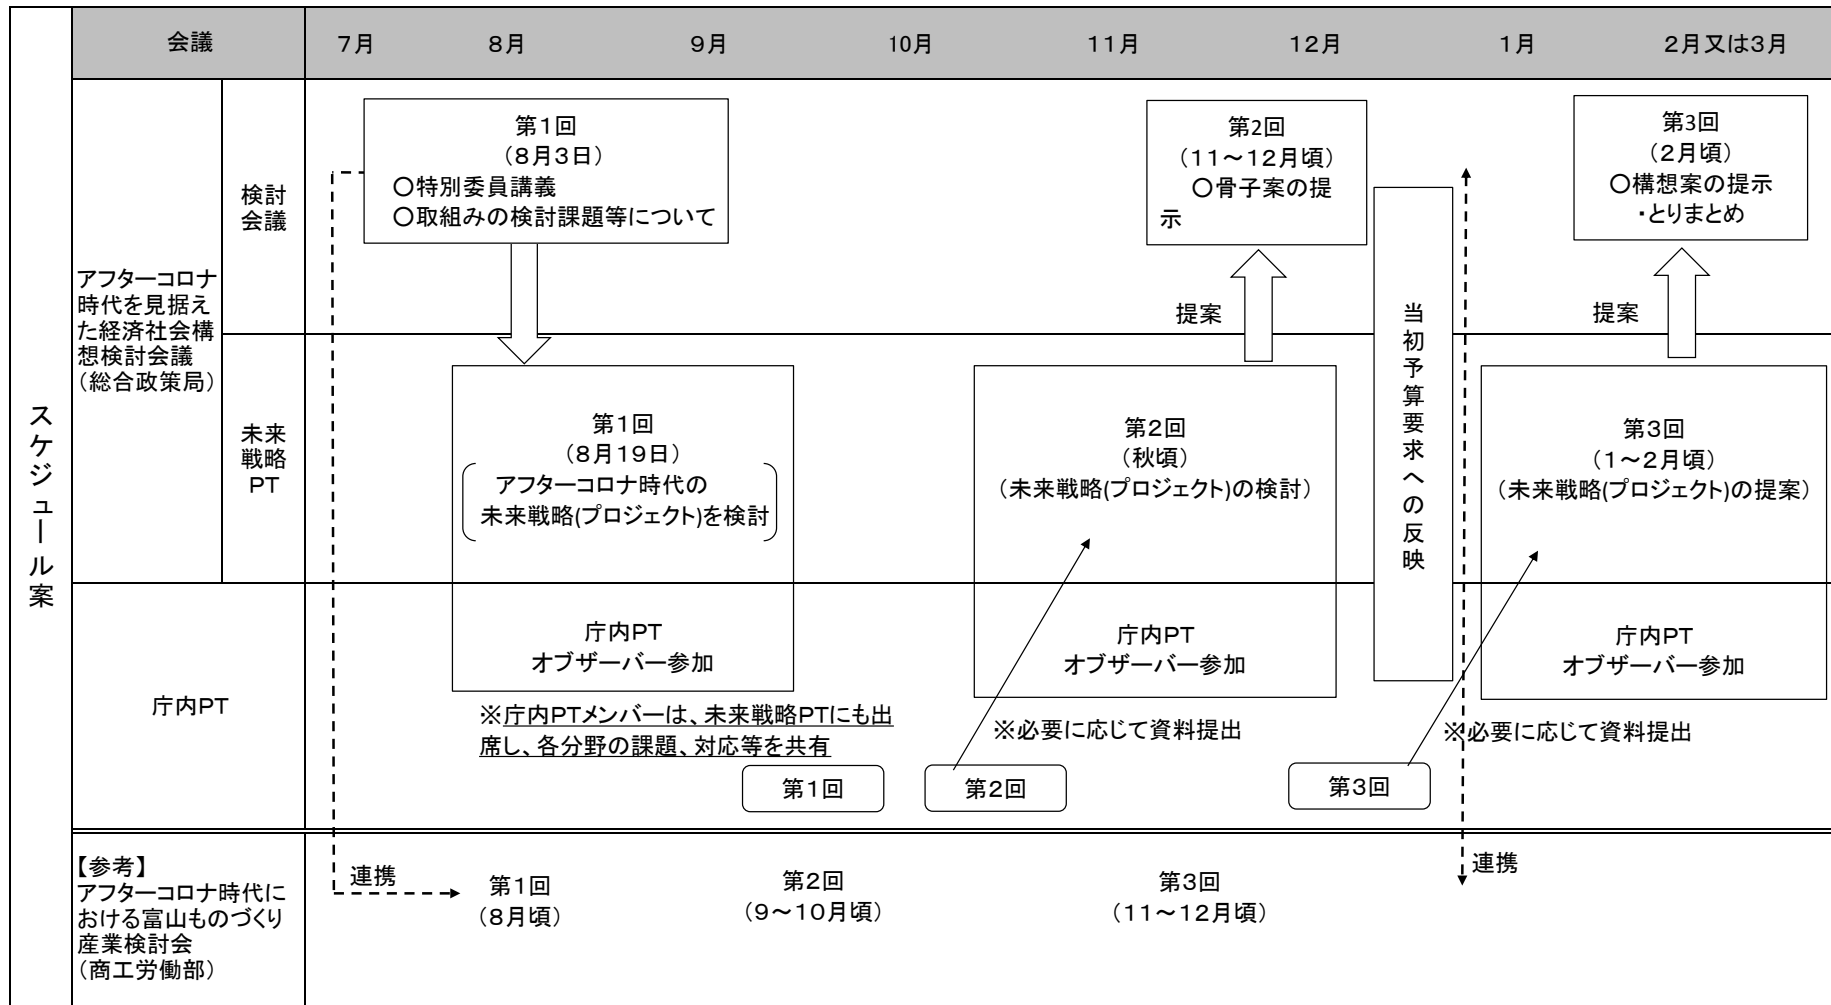 会議
7月
8月
9月
10月
11月
12月
1月
2月又は3月
スケジュール案
アフターコロナ
時代を見据え
た経済社会構
想検討会議
（総合政策局）
検討
会議
第1回
（8月3日）
〇特別委員講義
〇取組みの検討課題等について
第2回
（11～12月頃）
〇骨子案の提
示
第3回
（2月頃）
〇構想案の提示
・とりまとめ
提案
提案
当初予算要求への反映
未来
戦略
PT
第1回
（8月19日）
アフターコロナ時代の
未来戦略(プロジェクト)を検討
第2回
（秋頃）
（未来戦略(プロジェクト)の検討）
第3回
（1～2月頃）
（未来戦略(プロジェクト)の提案）
庁内PT
庁内PT
オブザーバー参加
庁内PT
オブザーバー参加
庁内PT
オブザーバー参加
※庁内PTメンバーは、未来戦略PTにも出
席し、各分野の課題、対応等を共有
※必要に応じて資料提出
※必要に応じて資料提出
第1回
第2回
第3回
【参考】
アフターコロナ時代に
おける富山ものづくり
産業検討会
（商工労働部）
連携
第1回
（8月頃）
第2回
（9～10月頃）
第3回
（11～12月頃）
連携